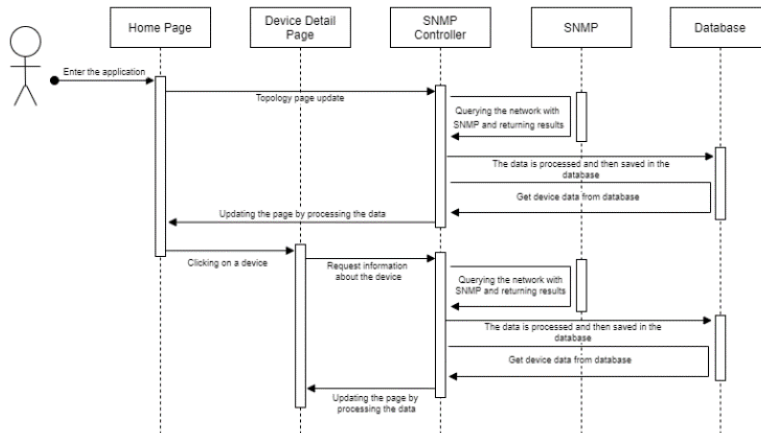 Home Page
Device Detail
Page
SNMP
Controller
SNMP
Database
Enter the application
Topology page update
Querying the network with
SNMP and returning results
The data is processed and then saved in the
database
Get device data from database
Updating the page by processing the data
Clicking on a device
Request information
about the device
Querying the network with
SNMP and returning results
The data is processed and then saved in the
database
Get device data from database
Updating the page by
processing the data